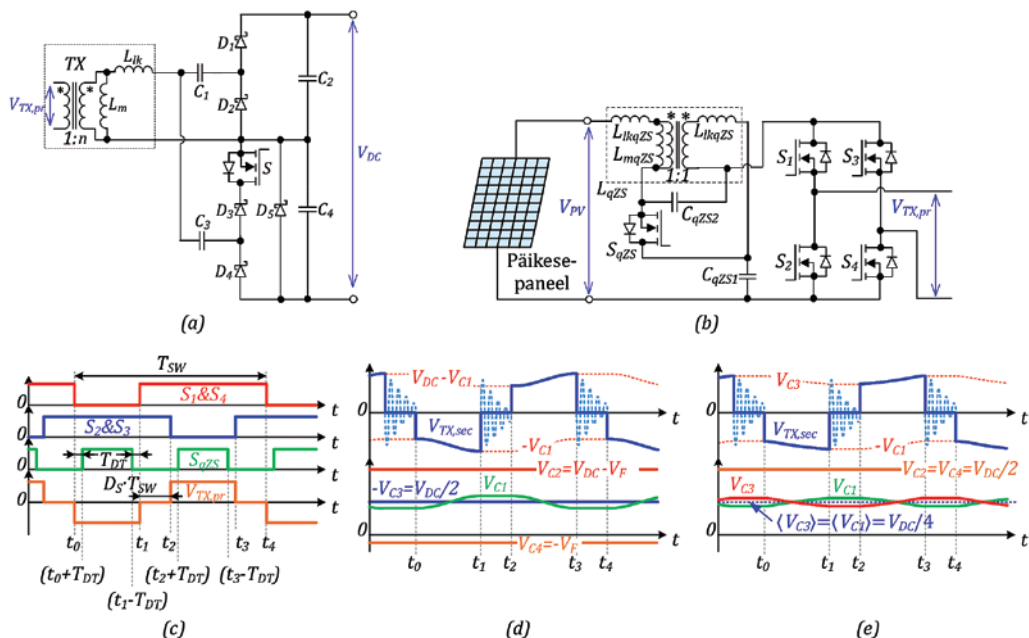 TX
L_lk
V_TX,pr
* *
L_m
1:n
C_1
D_1
D_2
C_2
S
D_3
D_5
C_3
C_4
D_4
V_DC
(a)
V_PV
Päikese-
paneel
L_lkqZS
* *
L_lkqZS
L_mqZS
1:1
L_qZS
C_qZS2
S_qZS
C_qZS1
S_1
S_3
S_2
S_4
V_TX,pr
(b)
T_SW
S_1&S_4
0
t
S_2&S_3
0
t
T_DT
S_qZS
0
t
D_S·T_SW
V_TX,pr
0
t
t_0 t_1 t_2 t_3 t_4
(t_0+T_DT) (t_2+T_DT) (t_3-T_DT)
(t_1-T_DT)
(c)
V_DC-V_C1
0
t
V_TX,sec
-V_C1
V_C2=V_DC-V_F
-V_C3=V_DC/2
V_C1
0
t
V_C4=-V_F
t_0 t_1 t_2 t_3 t_4
(d)
V_C3
0
t
V_TX,sec
-V_C1
V_C2=V_C4=V_DC/2
V_C3
V_C1
⟨V_C3⟩=⟨V_C1⟩=V_DC/4
0
t
t_0 t_1 t_2 t_3 t_4
(e)